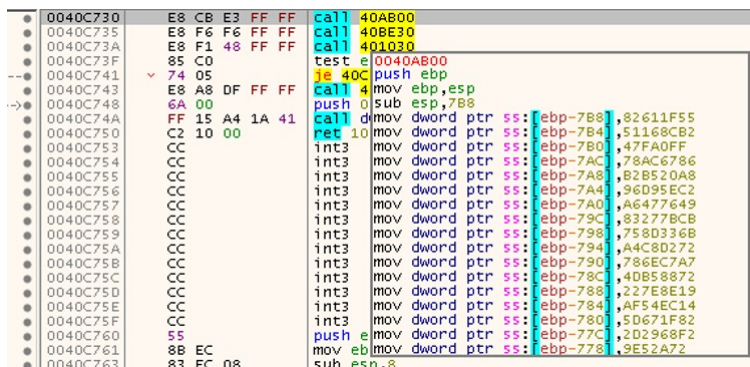 0040C730 E8 CB E3 FF FF call 40AB00
0040C735 E8 F6 F6 FF FF call 40BE30
0040C73A E8 F1 48 FF FF call 401030
0040C73F 85 C0 test e
0040C741 74 05 je 40C
0040C743 E8 A8 DF FF FF call 4
0040C748 6A 00 push 0
0040C74A FF 15 A4 1A 41 call d
0040C750 C2 10 00 ret 10
0040C753 CC int3
0040C754 CC int3
0040C755 CC int3
0040C756 CC int3
0040C757 CC int3
0040C758 CC int3
0040C759 CC int3
0040C75A CC int3
0040C75B CC int3
0040C75C CC int3
0040C75D CC int3
0040C75E CC int3
0040C75F CC int3
0040C760 55 push e
0040C761 8B EC mov eb
0040C763 83 EC 08 sub esp,8
0040AB00
push ebp
mov ebp,esp
sub esp,7B8
mov dword ptr ss:[ebp-7B8],82611F55
mov dword ptr ss:[ebp-7B4],51168CB2
mov dword ptr ss:[ebp-7B0],47FA0FF
mov dword ptr ss:[ebp-7AC],78AC6786
mov dword ptr ss:[ebp-7A8],B2B520A8
mov dword ptr ss:[ebp-7A4],96D95EC2
mov dword ptr ss:[ebp-7A0],A6477649
mov dword ptr ss:[ebp-79C],83277BCB
mov dword ptr ss:[ebp-798],758D336B
mov dword ptr ss:[ebp-794],A4C8D272
mov dword ptr ss:[ebp-790],786EC7A7
mov dword ptr ss:[ebp-78C],4DB58872
mov dword ptr ss:[ebp-788],227E8E19
mov dword ptr ss:[ebp-784],AF54EC14
mov dword ptr ss:[ebp-780],5D671F82
mov dword ptr ss:[ebp-77C],2D2968F2
mov dword ptr ss:[ebp-778],9E52A72